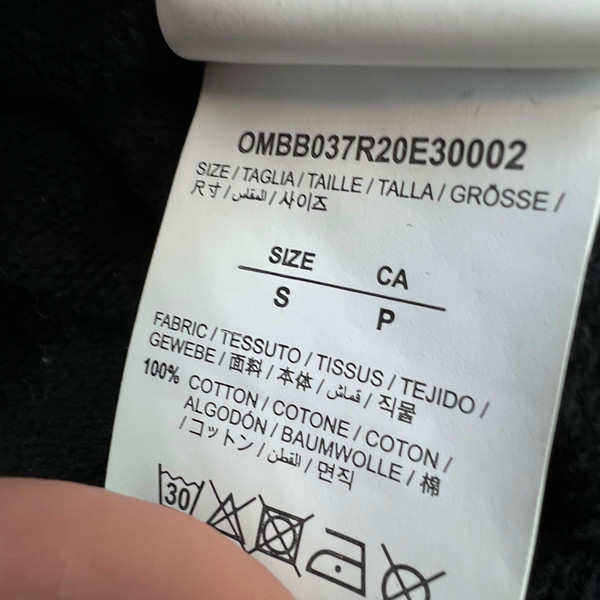 OMBB037R20E30002
SIZE / TAGLIA / TAILLE / TALLA / GRÖSSE /
尺寸 / المقاس / 사이즈
SIZE CA
S P
FABRIC / TESSUTO / TISSUS / TEJIDO /
GEWEBE / 面料 / 本体 / قماش / 직물
100% COTTON / COTONE / COTON /
ALGODÓN / BAUMWOLLE / 棉
/ コットン / القطن / 면직
30